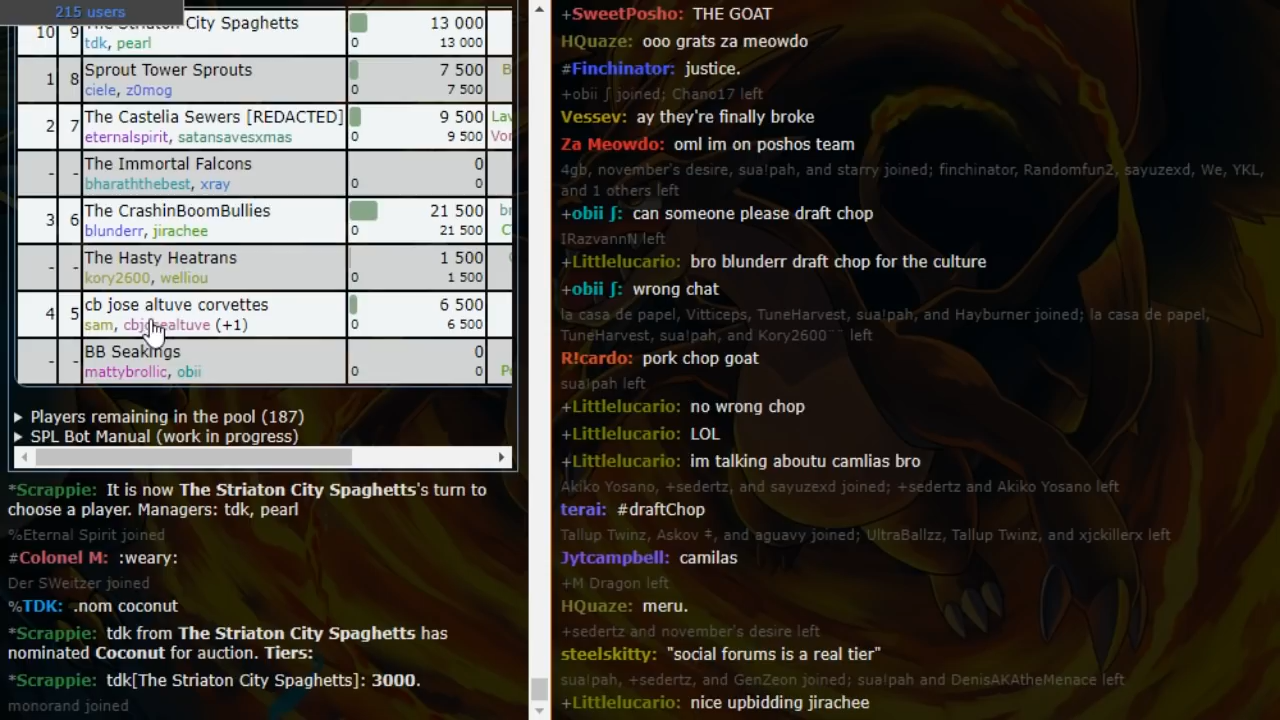 215 users
10 9 The Striaton City Spaghetts 13 000
tdk, pearl 0 13 000
1 8 Sprout Tower Sprouts 7 500
ciele, z0mog 0 7 500
2 7 The Castelia Sewers [REDACTED] 9 500
eternalspirit, satansavesxmas 0 9 500
- - The Immortal Falcons 0
bharaththebest, xray 0 0
3 6 The CrashinBoomBullies 21 500
blunderr, jirachee 0 21 500
- - The Hasty Heatrans 1 500
kory2600, welliou 0 1 500
4 5 cb jose altuve corvettes 6 500
sam, cbjosealtuve (+1) 0 6 500
- - BB Seakings 0
mattybrollic, obii 0 0
▸ Players remaining in the pool (187)
▸ SPL Bot Manual (work in progress)
*Scrappie: It is now The Striaton City Spaghetts's turn to
choose a player. Managers: tdk, pearl
%Eternal Spirit joined
#Colonel M: :weary:
Der SWeitzer joined
%TDK: .nom coconut
*Scrappie: tdk from The Striaton City Spaghetts has
nominated Coconut for auction. Tiers:
*Scrappie: tdk[The Striaton City Spaghetts]: 3000.
monorand joined
+SweetPosho: THE GOAT
HQuaze: ooo grats za meowdo
#Finchinator: justice.
+obii ∫ joined; Chano17 left
Vessev: ay they're finally broke
Za Meowdo: oml im on poshos team
4gb, november's desire, sua!pah, and starry joined; finchinator, Randomfun2, sayuzexd, We, YKL,
and 1 others left
+obii ∫: can someone please draft chop
IRazvannN left
+Littlelucario: bro blunderr draft chop for the culture
+obii ∫: wrong chat
la casa de papel, Vitticeps, TuneHarvest, sua!pah, and Hayburner joined; la casa de papel,
TuneHarvest, sua!pah, and Kory2600¨¨ left
R!cardo: pork chop goat
sua!pah left
+Littlelucario: no wrong chop
+Littlelucario: LOL
+Littlelucario: im talking aboutu camlias bro
Akiko Yosano, +sedertz, and sayuzexd joined; +sedertz and Akiko Yosano left
terai: #draftChop
Tallup Twinz, Askov ‡, and aguavy joined; UltraBallzz, Tallup Twinz, and xjckillerx left
Jytcampbell: camilas
+M Dragon left
HQuaze: meru.
+sedertz and november's desire left
steelskitty: "social forums is a real tier"
sua!pah, +sedertz, and GenZeon joined; sua!pah and DenisAKAtheMenace left
+Littlelucario: nice upbidding jirachee